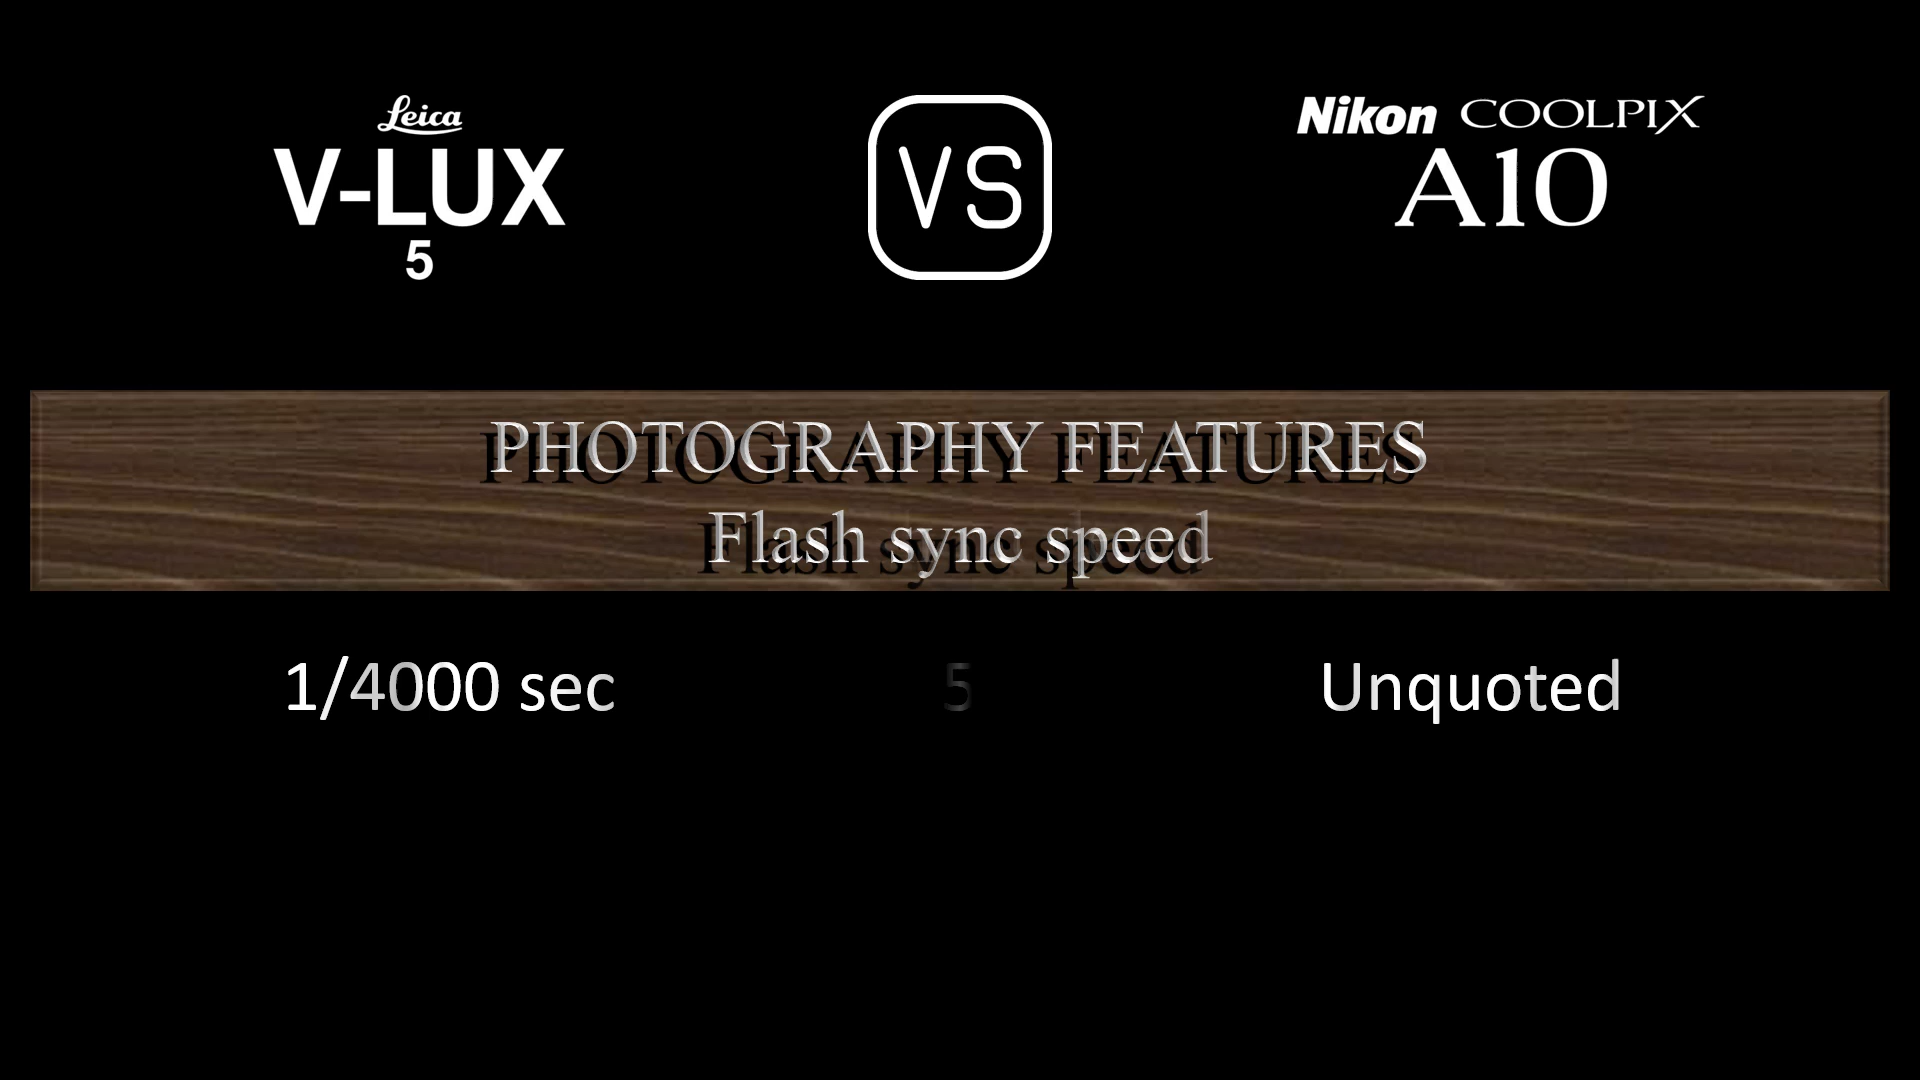 Leica
V-LUX
5
VS
Nikon COOLPIX
A10
PHOTOGRAPHY FEATURES
Flash sync speed
1/4000 sec
5
Unquoted